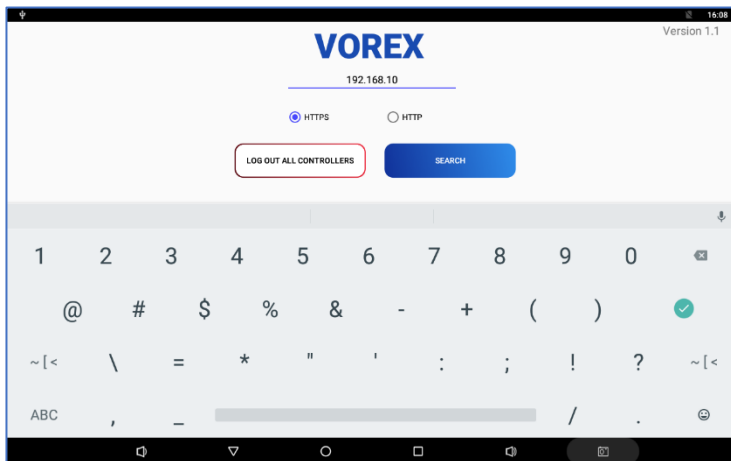 16:08
Version 1.1
VOREX
192.168.10
HTTPS HTTP
LOG OUT ALL CONTROLLERS SEARCH
1 2 3 4 5 6 7 8 9 0
@ # $ % & - + ( )
~ [ < \ = * " ' : ; ! ? ~ [ <
ABC , _ / .